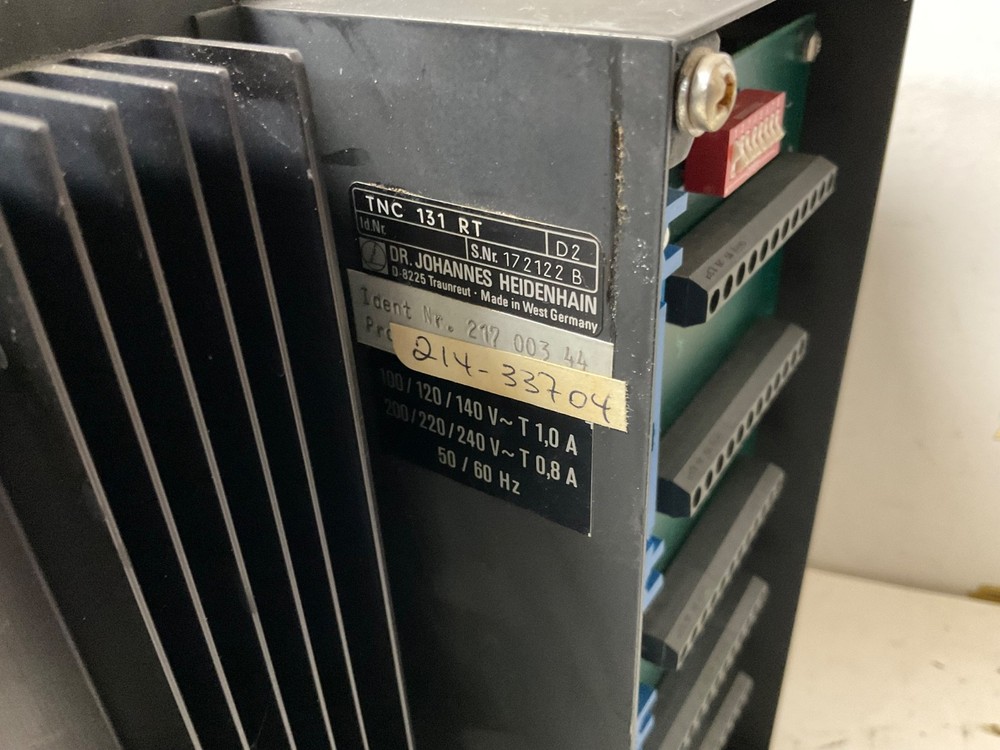 TNC 131 RT
Id.Nr.
D2
S.Nr. 172122 B
DR. JOHANNES HEIDENHAIN
D-8225 Traunreut · Made in West Germany
Ident Nr. 217 003 44
214-33704
100/120/140 V~ T 1,0 A
200/220/240 V~ T 0,8 A
50/60 Hz